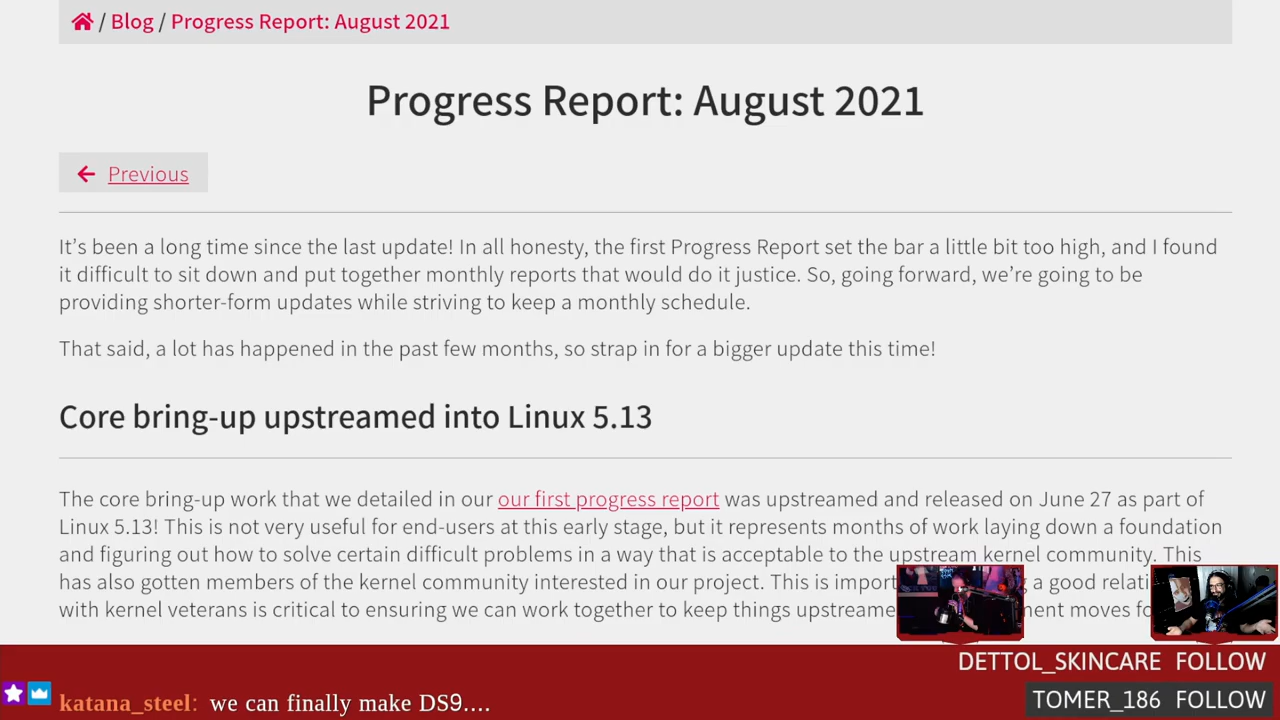 / Blog / Progress Report: August 2021
Progress Report: August 2021
Previous
It's been a long time since the last update! In all honesty, the first Progress Report set the bar a little bit too high, and I found
it difficult to sit down and put together monthly reports that would do it justice. So, going forward, we're going to be
providing shorter-form updates while striving to keep a monthly schedule.
That said, a lot has happened in the past few months, so strap in for a bigger update this time!
Core bring-up upstreamed into Linux 5.13
The core bring-up work that we detailed in our our first progress report was upstreamed and released on June 27 as part of
Linux 5.13! This is not very useful for end-users at this early stage, but it represents months of work laying down a foundation
and figuring out how to solve certain difficult problems in a way that is acceptable to the upstream kernel community. This
has also gotten members of the kernel community interested in our project. This is import g a good relati
with kernel veterans is critical to ensuring we can work together to keep things upstreame ment moves fo
DETTOL_SKINCARE FOLLOW
katana_steel: we can finally make DS9....
TOMER_186 FOLLOW